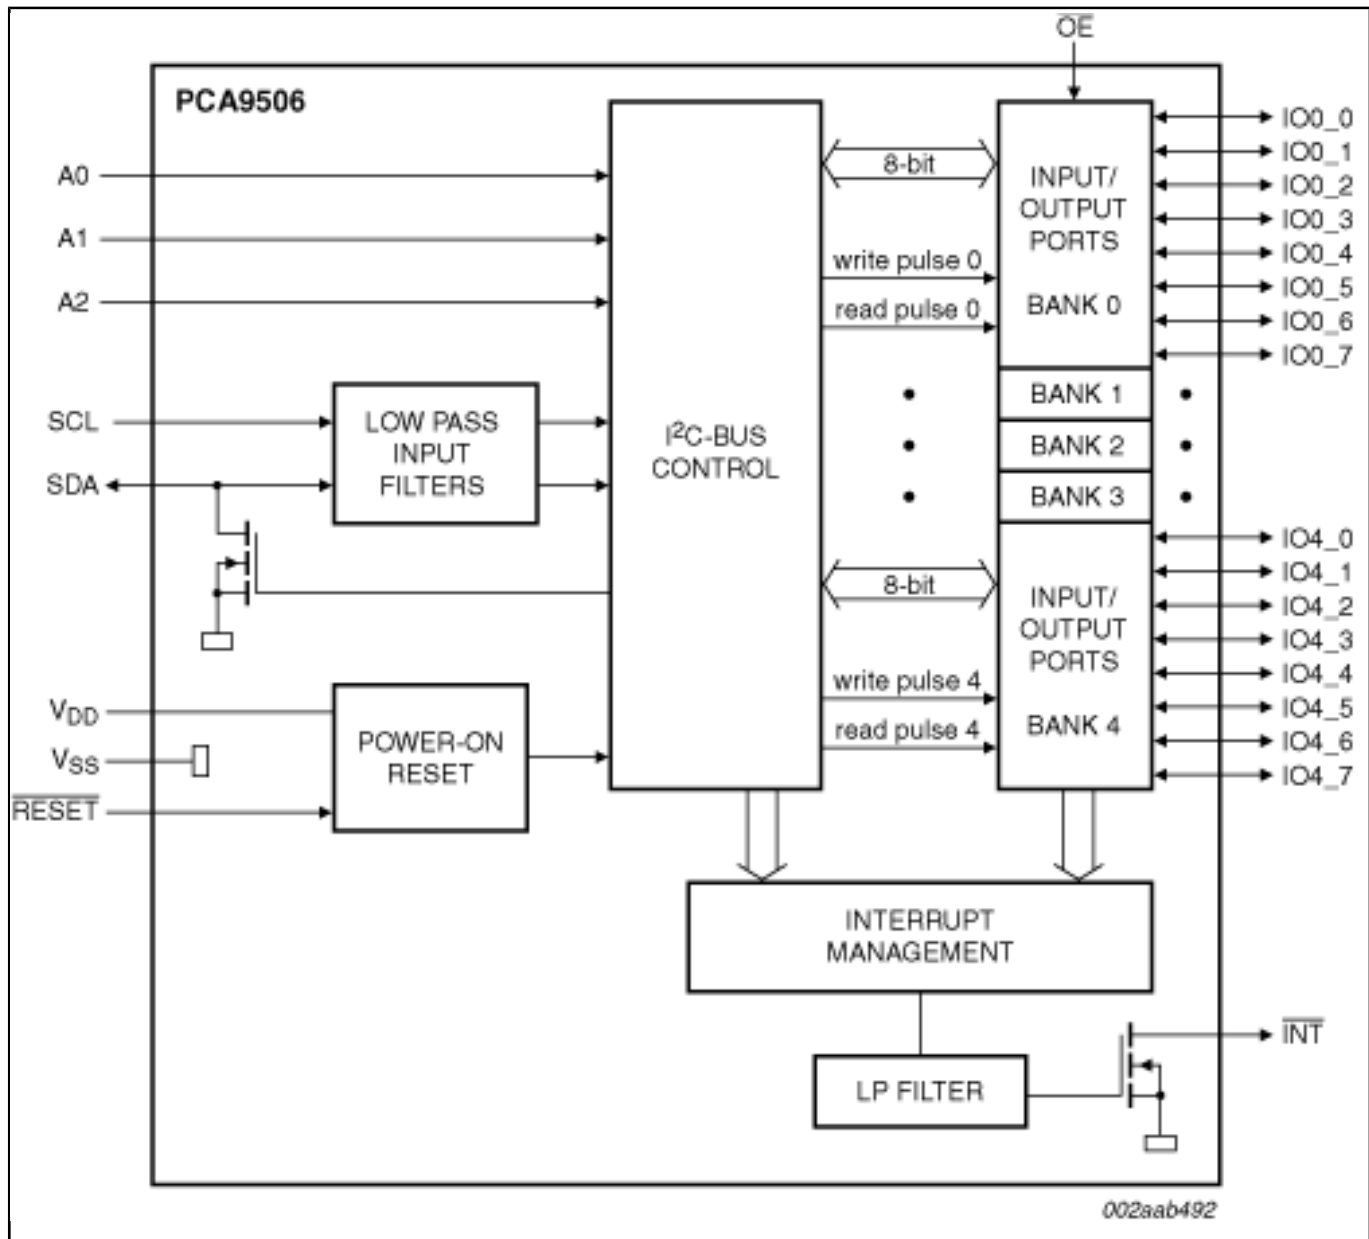 OE
PCA9506
A0
A1
A2
SCL
SDA
VDD
VSS
RESET
LOW PASS
INPUT
FILTERS
POWER-ON
RESET
I²C-BUS
CONTROL
8-bit
write pulse 0
read pulse 0
8-bit
write pulse 4
read pulse 4
INPUT/
OUTPUT
PORTS
BANK 0
BANK 1
BANK 2
BANK 3
INPUT/
OUTPUT
PORTS
BANK 4
IO0_0
IO0_1
IO0_2
IO0_3
IO0_4
IO0_5
IO0_6
IO0_7
IO4_0
IO4_1
IO4_2
IO4_3
IO4_4
IO4_5
IO4_6
IO4_7
INTERRUPT
MANAGEMENT
LP FILTER
INT
002aab492